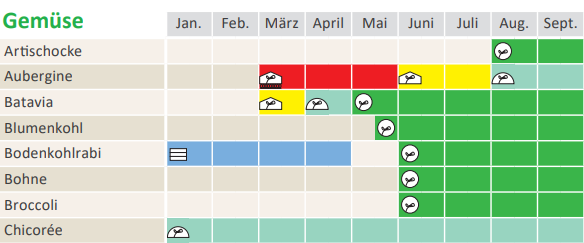 Gemüse Jan. Feb. März April Mai Juni Juli Aug. Sept.
Artischocke
Aubergine
Batavia
Blumenkohl
Bodenkohlrabi
Bohne
Broccoli
Chicorée